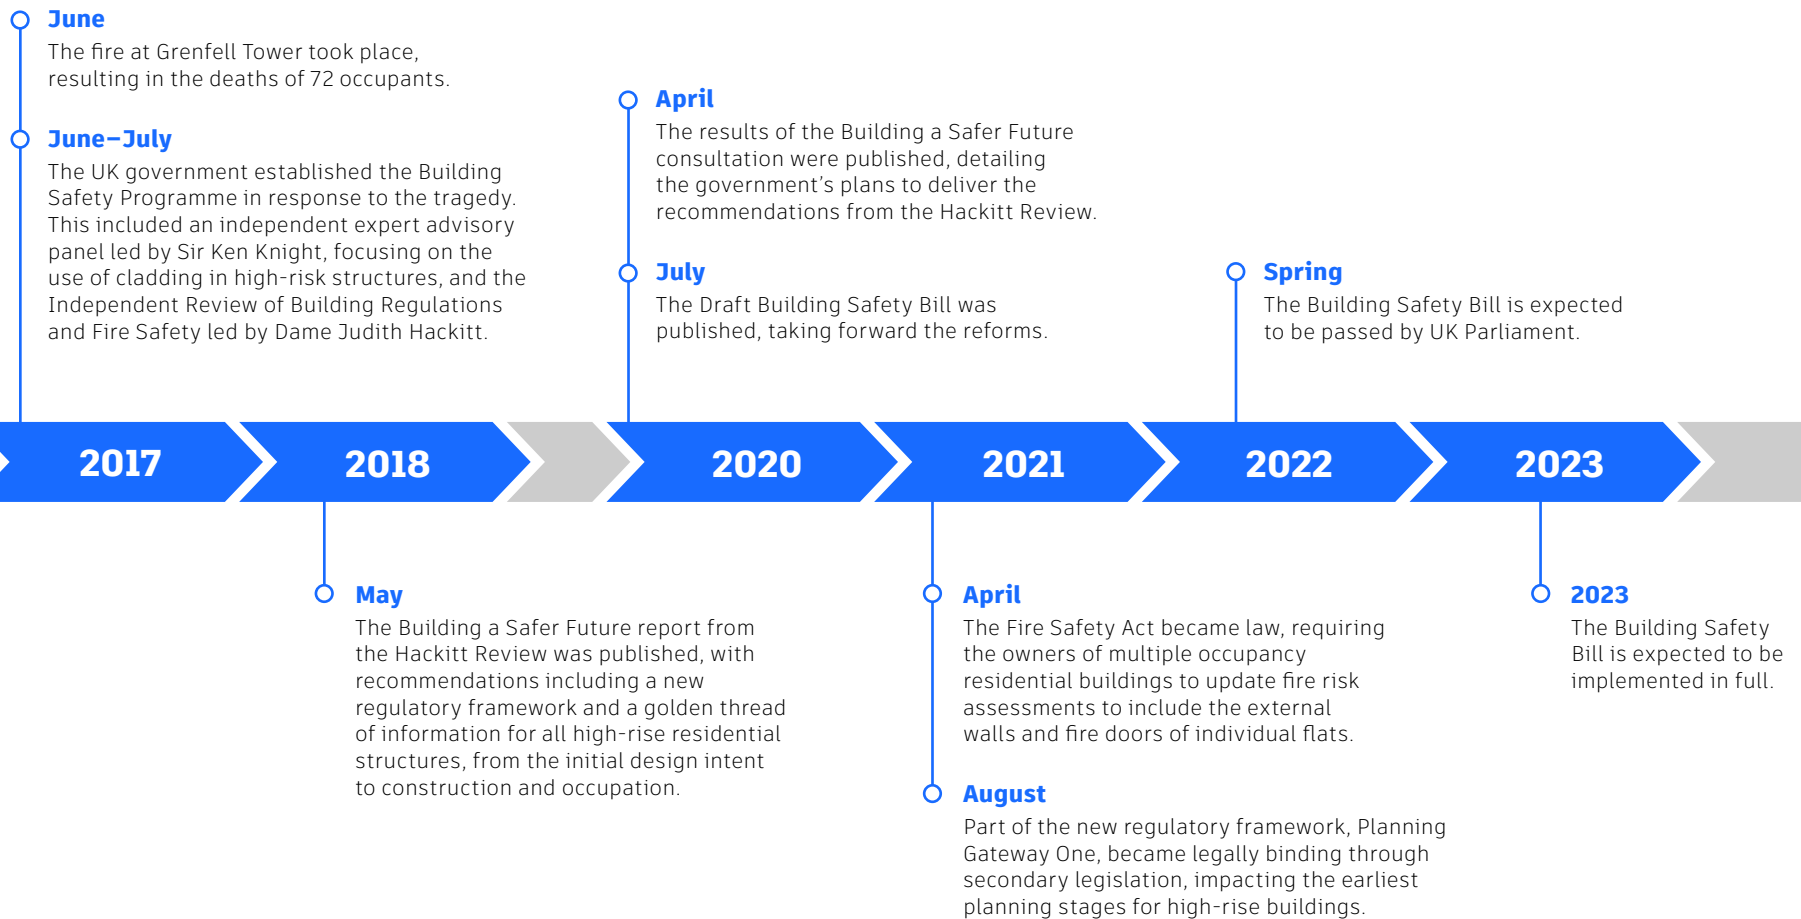 June
The fire at Grenfell Tower took place,
resulting in the deaths of 72 occupants.
June–July
The UK government established the Building
Safety Programme in response to the tragedy.
This included an independent expert advisory
panel led by Sir Ken Knight, focusing on the
use of cladding in high-risk structures, and the
Independent Review of Building Regulations
and Fire Safety led by Dame Judith Hackitt.
April
The results of the Building a Safer Future
consultation were published, detailing
the government’s plans to deliver the
recommendations from the Hackitt Review.
July
The Draft Building Safety Bill was
published, taking forward the reforms.
Spring
The Building Safety Bill is expected
to be passed by UK Parliament.
2017
2018
2020
2021
2022
2023
May
The Building a Safer Future report from
the Hackitt Review was published, with
recommendations including a new
regulatory framework and a golden thread
of information for all high-rise residential
structures, from the initial design intent
to construction and occupation.
April
The Fire Safety Act became law, requiring
the owners of multiple occupancy
residential buildings to update fire risk
assessments to include the external
walls and fire doors of individual flats.
August
Part of the new regulatory framework, Planning
Gateway One, became legally binding through
secondary legislation, impacting the earliest
planning stages for high-rise buildings.
2023
The Building Safety
Bill is expected to be
implemented in full.